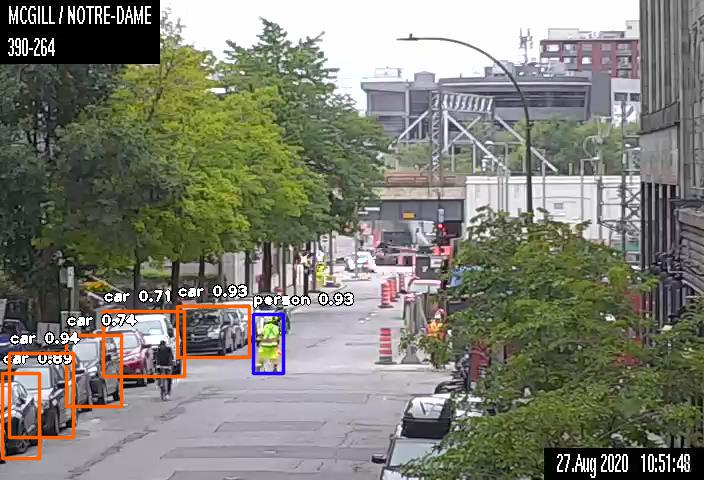 MCGILL / NOTRE-DAME
390-264
car 0.71
car 0.93
person 0.93
car 0.74
car 0.94
car 0.89
27.Aug 2020 10:51:48